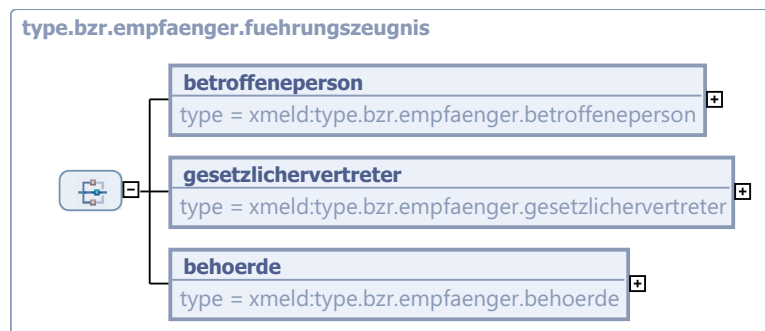 type.bzr.empfaenger.fuehrungszeugnis
betroffeneperson
type = xmeld:type.bzr.empfaenger.betroffeneperson
gesetzlichervertreter
type = xmeld:type.bzr.empfaenger.gesetzlichervertreter
behoerde
type = xmeld:type.bzr.empfaenger.behoerde